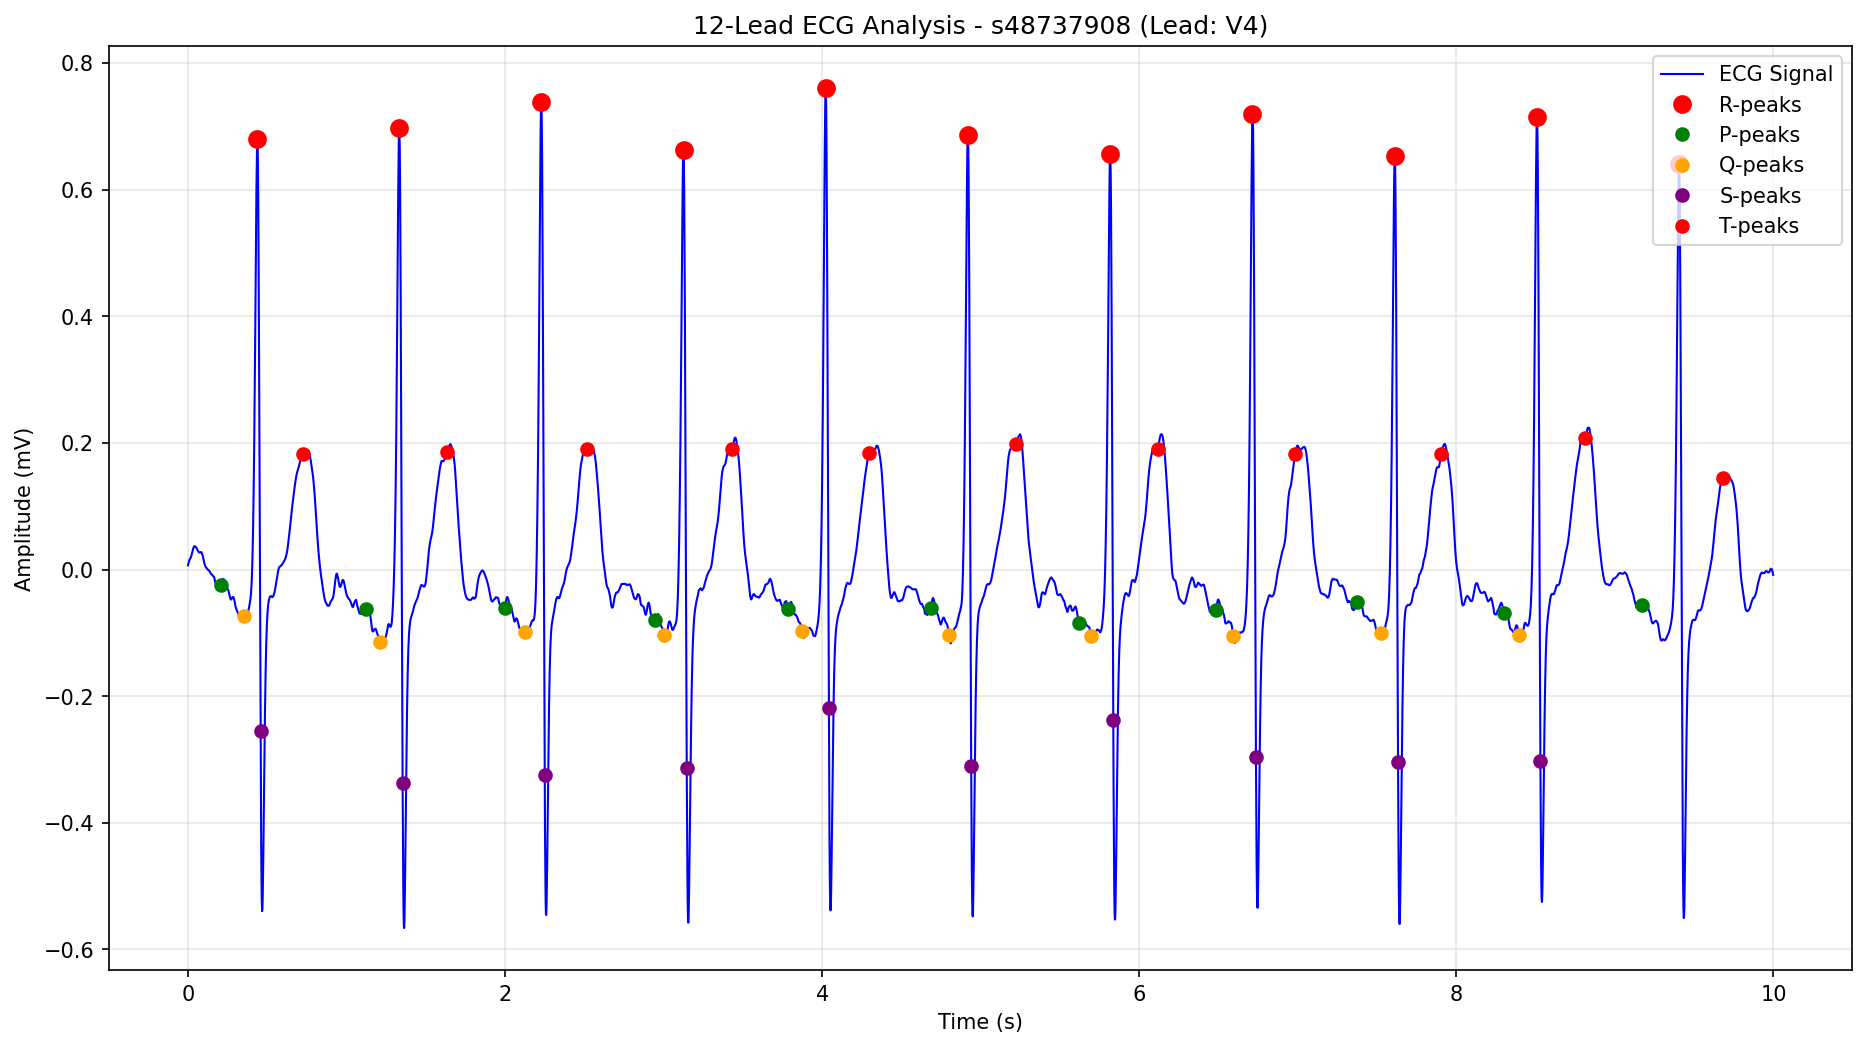 12-Lead ECG Analysis - s48737908 (Lead: V4)
ECG Signal
R-peaks
P-peaks
Q-peaks
S-peaks
T-peaks
Amplitude (mV)
0.8
0.6
0.4
0.2
0.0
−0.2
−0.4
−0.6
0 2 4 6 8 10
Time (s)